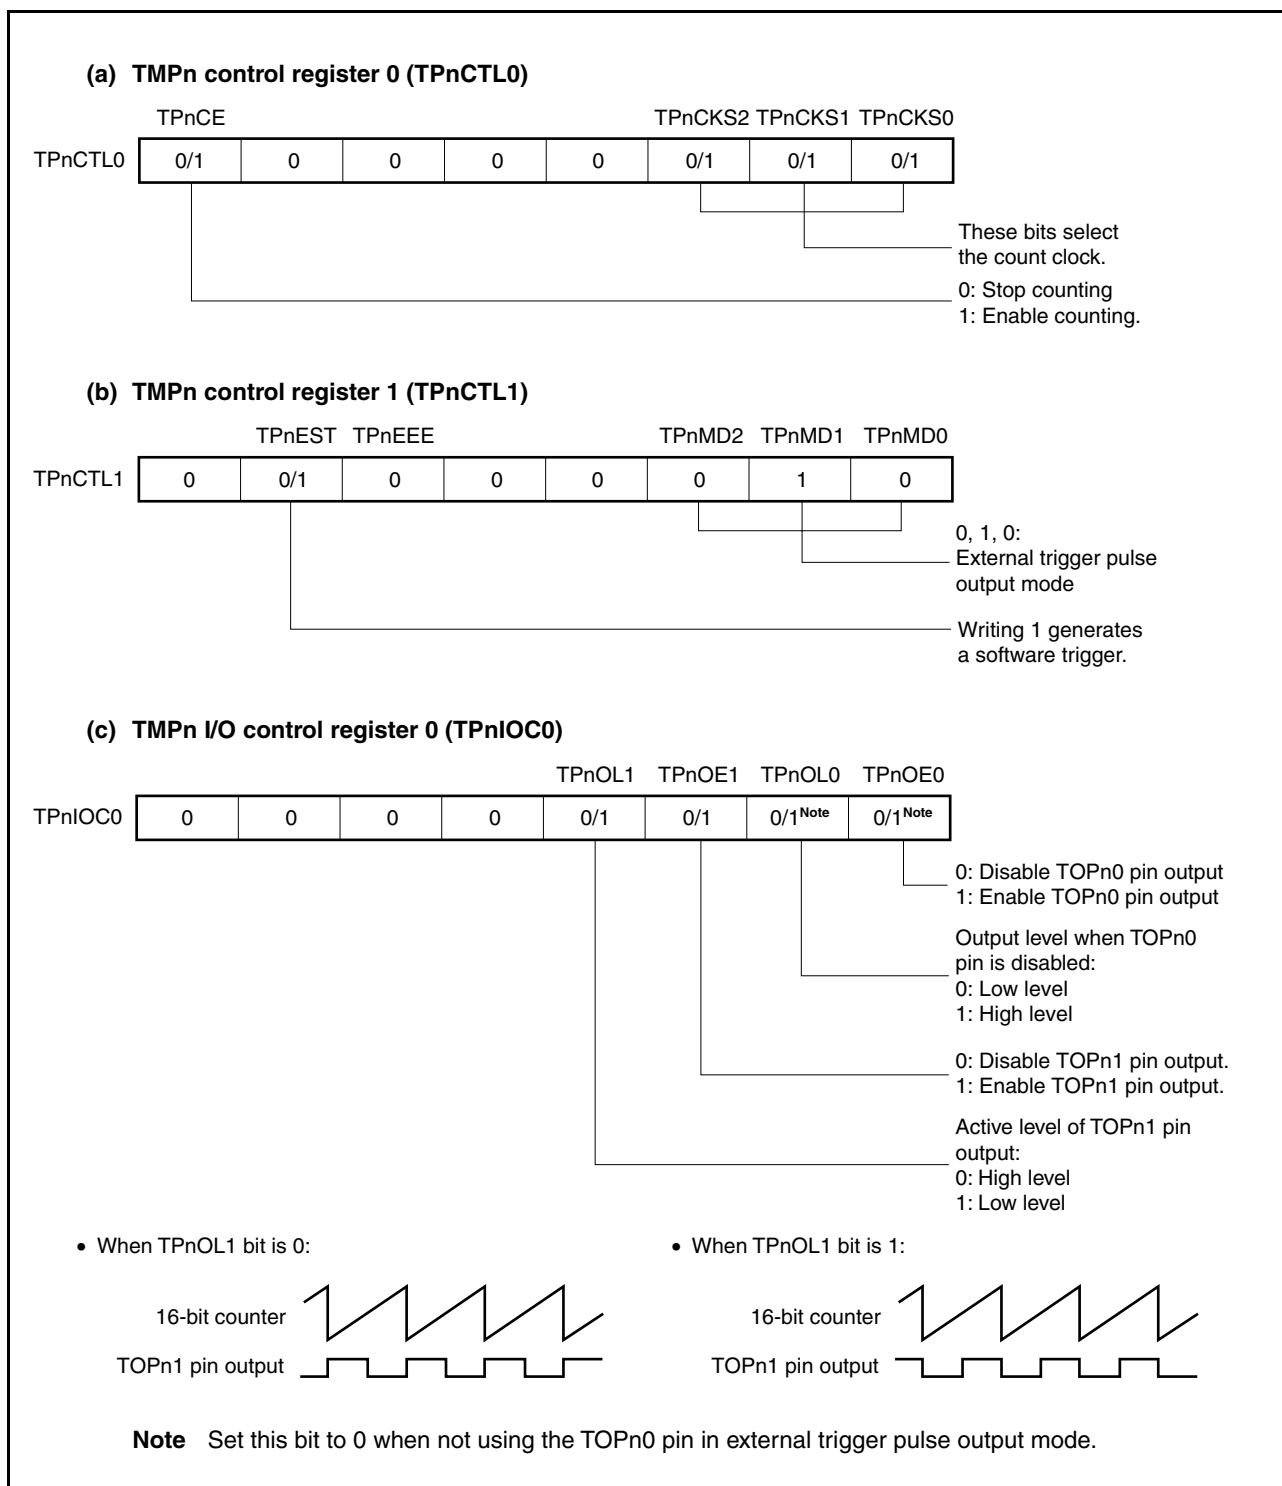 (a) TMPn control register 0 (TPnCTL0)
TPnCE TPnCKS2 TPnCKS1 TPnCKS0
TPnCTL0 0/1 0 0 0 0 0/1 0/1 0/1
These bits select
the count clock.
0: Stop counting
1: Enable counting.
(b) TMPn control register 1 (TPnCTL1)
TPnEST TPnEEE TPnMD2 TPnMD1 TPnMD0
TPnCTL1 0 0/1 0 0 0 0 1 0
0, 1, 0:
External trigger pulse
output mode
Writing 1 generates
a software trigger.
(c) TMPn I/O control register 0 (TPnIOC0)
TPnOL1 TPnOE1 TPnOL0 TPnOE0
TPnIOC0 0 0 0 0 0/1 0/1 0/1Note 0/1Note
0: Disable TOPn0 pin output
1: Enable TOPn0 pin output
Output level when TOPn0
pin is disabled:
0: Low level
1: High level
0: Disable TOPn1 pin output.
1: Enable TOPn1 pin output.
Active level of TOPn1 pin
output:
0: High level
1: Low level
• When TPnOL1 bit is 0: • When TPnOL1 bit is 1:
16-bit counter 16-bit counter
TOPn1 pin output TOPn1 pin output
Note Set this bit to 0 when not using the TOPn0 pin in external trigger pulse output mode.